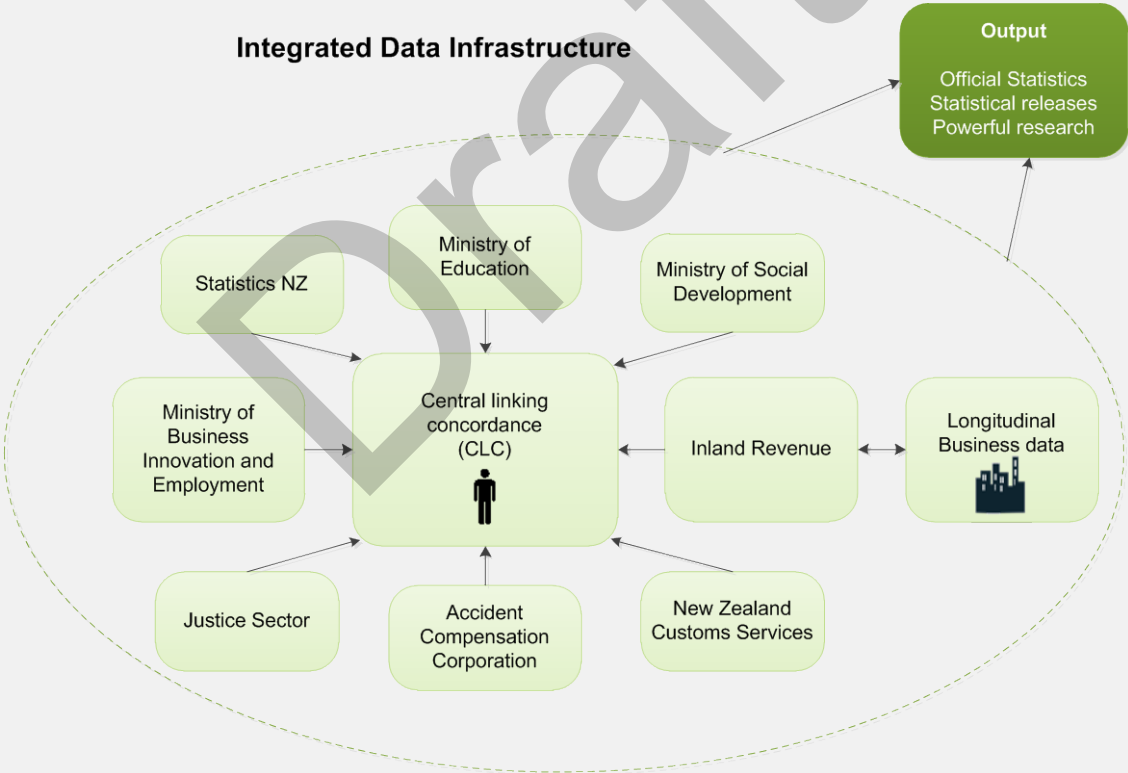 Integrated Data Infrastructure
Output
Official Statistics
Statistical releases
Powerful research
Statistics NZ
Ministry of
Education
Ministry of Social
Development
Ministry of
Business
Innovation and
Employment
Central linking
concordance
(CLC)
Inland Revenue
Longitudinal
Business data
Justice Sector
Accident
Compensation
Corporation
New Zealand
Customs Services